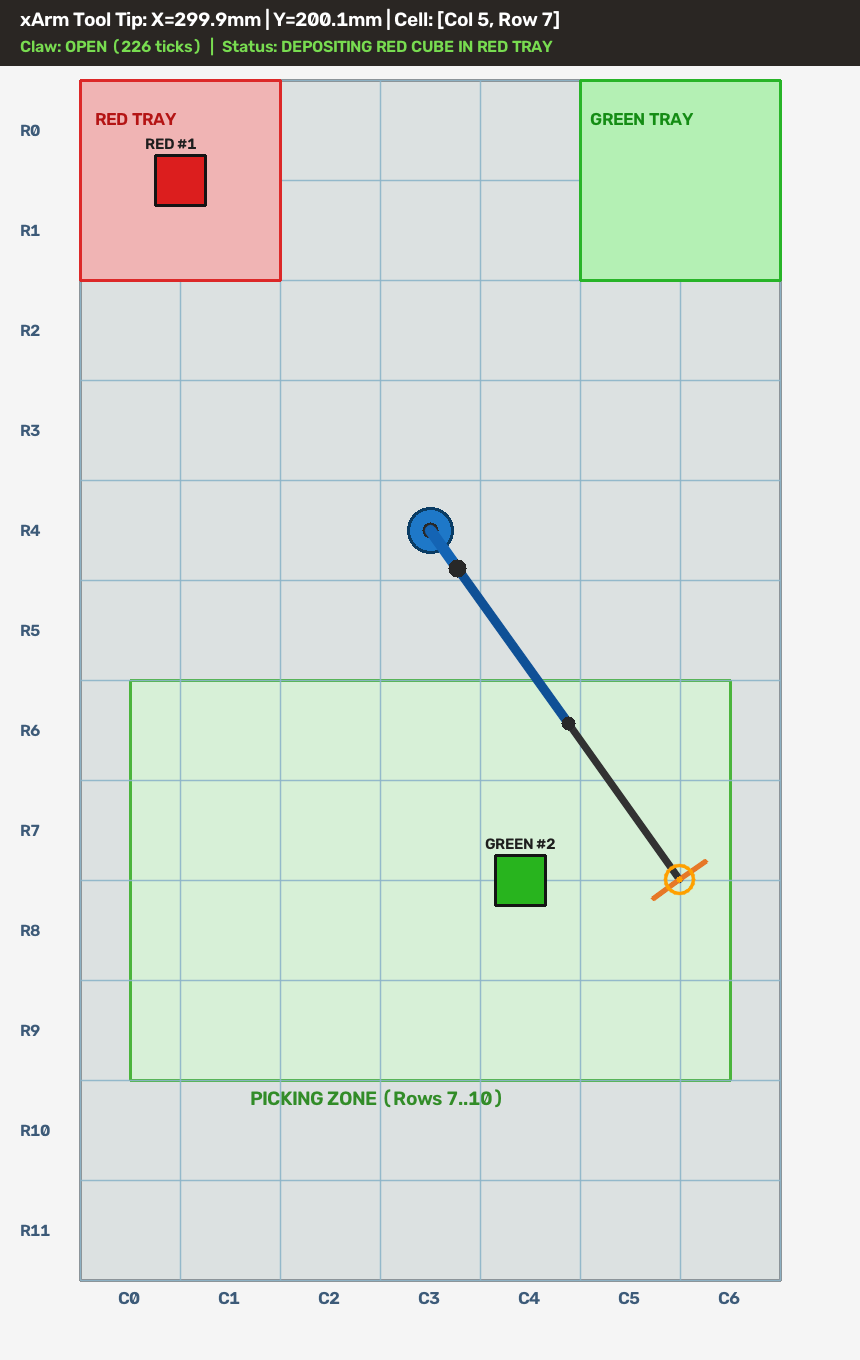 xArm Tool Tip: X=299.9mm | Y=200.1mm | Cell: [Col 5, Row 7]
Claw: OPEN (226 ticks) | Status: DEPOSITING RED CUBE IN RED TRAY
RED TRAY
GREEN TRAY
R0
RED #1
R1
R2
R3
R4
R5
R6
R7
GREEN #2
R8
R9
PICKING ZONE (Rows 7..10)
R10
R11
C0 C1 C2 C3 C4 C5 C6